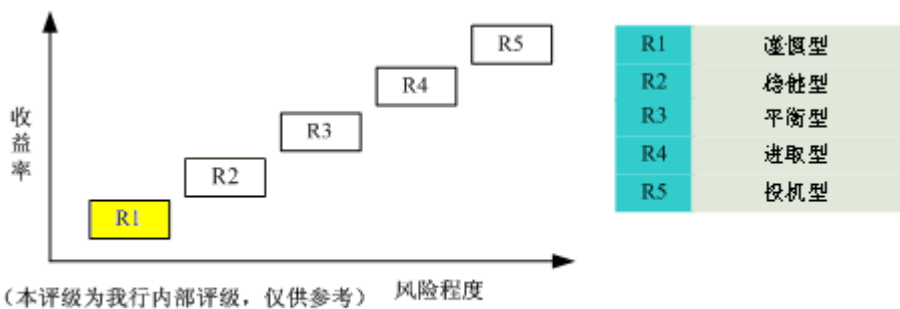 收益率
R5
R4
R3
R2
R1
风险程度
（本评级为我行内部评级，仅供参考）
R1 谨慎型
R2 稳健型
R3 平衡型
R4 进取型
R5 投机型